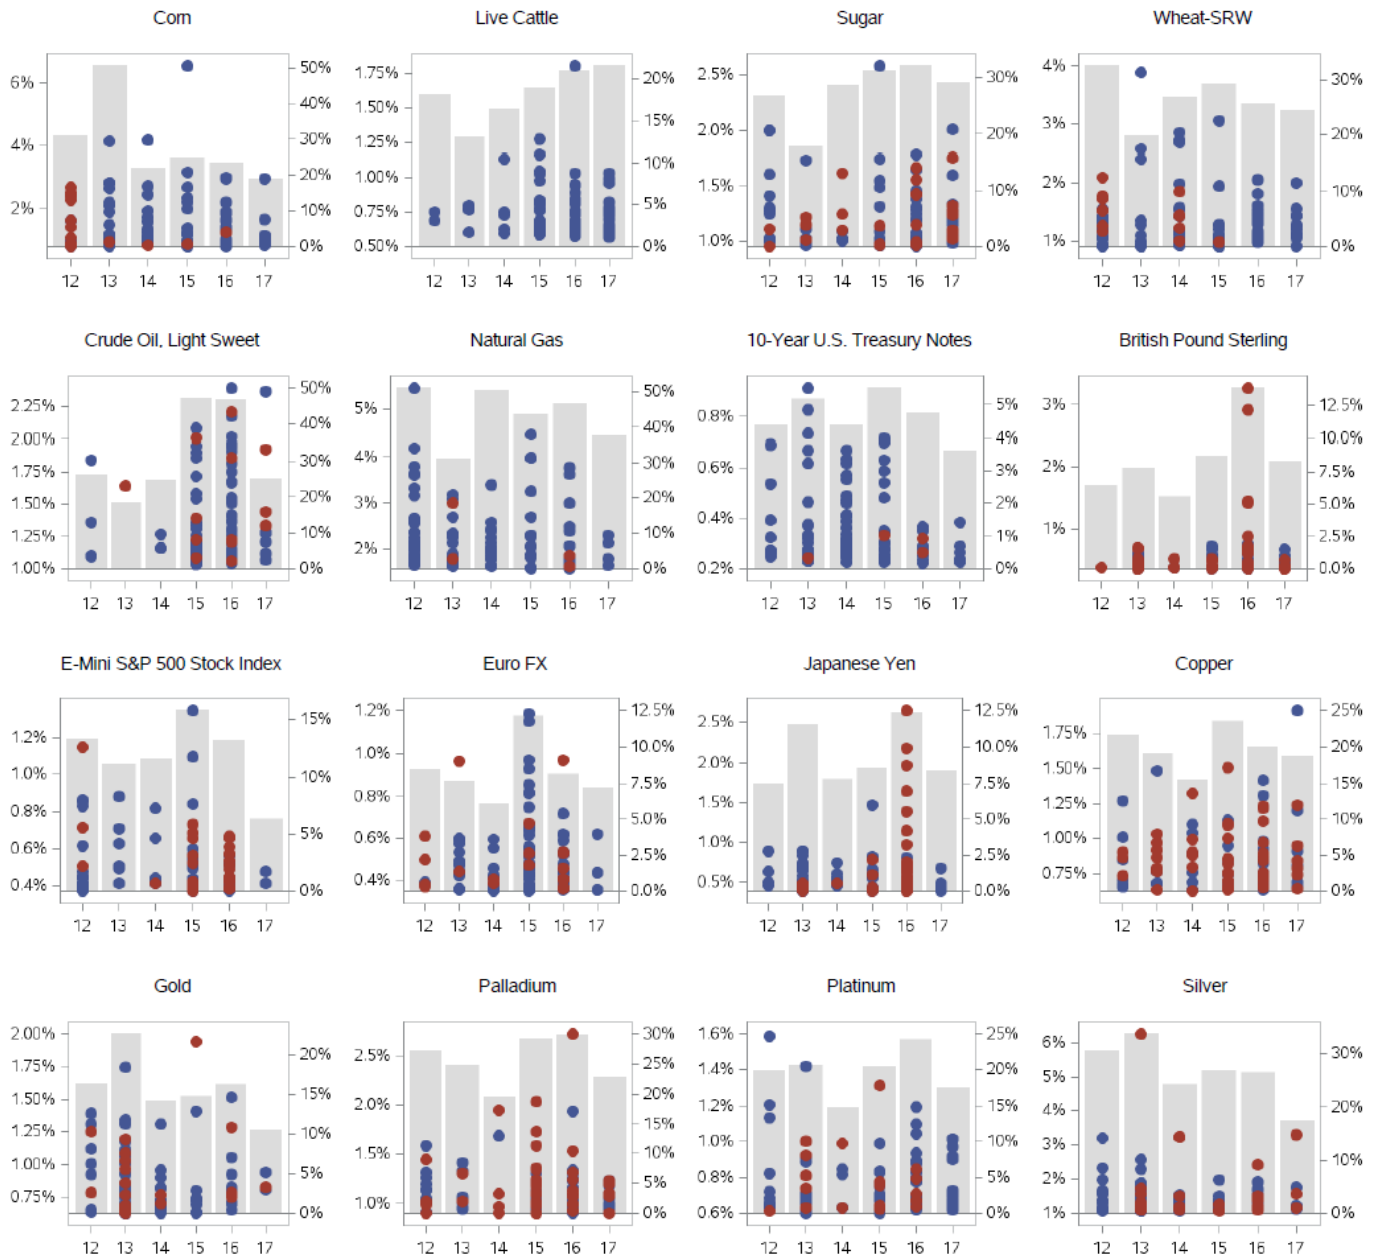 Corn Live Cattle Sugar Wheat-SRW
6% 4% 2% 50% 40% 30% 20% 10% 0% 12 13 14 15 16 17
1.75% 1.50% 1.25% 1.00% 0.75% 0.50% 20% 15% 10% 5% 0% 12 13 14 15 16 17
2.5% 2.0% 1.5% 1.0% 30% 20% 10% 0% 12 13 14 15 16 17
4% 3% 2% 1% 30% 20% 10% 0% 12 13 14 15 16 17
Crude Oil, Light Sweet Natural Gas 10-Year U.S. Treasury Notes British Pound Sterling
2.25% 2.00% 1.75% 1.50% 1.25% 1.00% 50% 40% 30% 20% 10% 0% 12 13 14 15 16 17
5% 4% 3% 2% 50% 40% 30% 20% 10% 0% 12 13 14 15 16 17
0.8% 0.6% 0.4% 0.2% 5% 4% 3% 2% 1% 0% 12 13 14 15 16 17
3% 2% 1% 12.5% 10.0% 7.5% 5.0% 2.5% 0.0% 12 13 14 15 16 17
E-Mini S&P 500 Stock Index Euro FX Japanese Yen Copper
1.2% 1.0% 0.8% 0.6% 0.4% 15% 10% 5% 0% 12 13 14 15 16 17
1.2% 1.0% 0.8% 0.6% 0.4% 12.5% 10.0% 7.5% 5.0% 2.5% 0.0% 12 13 14 15 16 17
2.5% 2.0% 1.5% 1.0% 0.5% 12.5% 10.0% 7.5% 5.0% 2.5% 0.0% 12 13 14 15 16 17
1.75% 1.50% 1.25% 1.00% 0.75% 25% 20% 15% 10% 5% 0% 12 13 14 15 16 17
Gold Palladium Platinum Silver
2.00% 1.75% 1.50% 1.25% 1.00% 0.75% 20% 15% 10% 5% 0% 12 13 14 15 16 17
2.5% 2.0% 1.5% 1.0% 30% 25% 20% 15% 10% 5% 0% 12 13 14 15 16 17
1.6% 1.4% 1.2% 1.0% 0.8% 0.6% 25% 20% 15% 10% 5% 0% 12 13 14 15 16 17
6% 5% 4% 3% 2% 1% 30% 20% 10% 0% 12 13 14 15 16 17